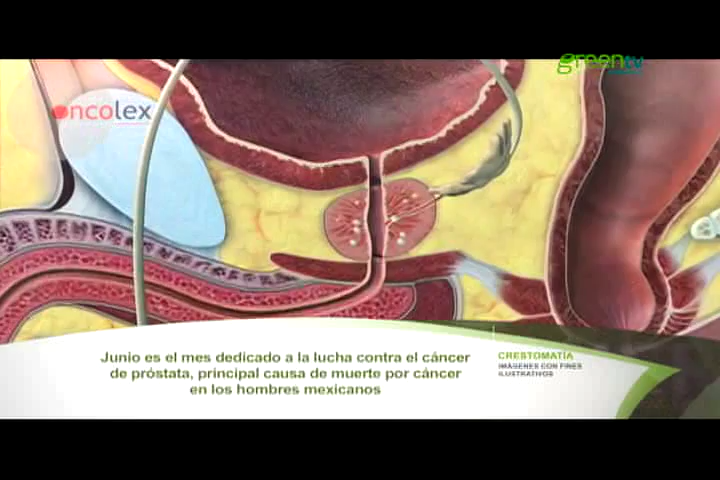 greentv
oncolex
Junio es el mes dedicado a la lucha contra el cáncer
de próstata, principal causa de muerte por cáncer
en los hombres mexicanos
CRESTOMATÍA
IMÁGENES CON FINES
ILUSTRATIVOS